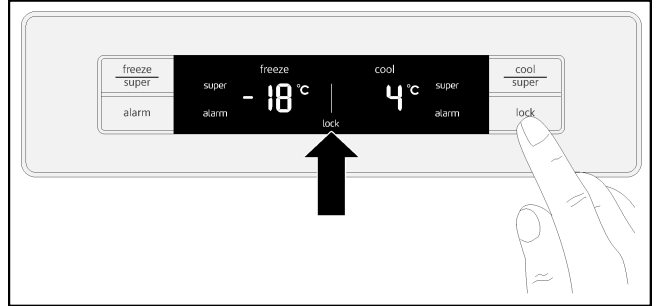 freeze
super
alarm
freeze
super
- 18 °C
alarm
cool
4 °C
super
alarm
lock
cool
super
lock